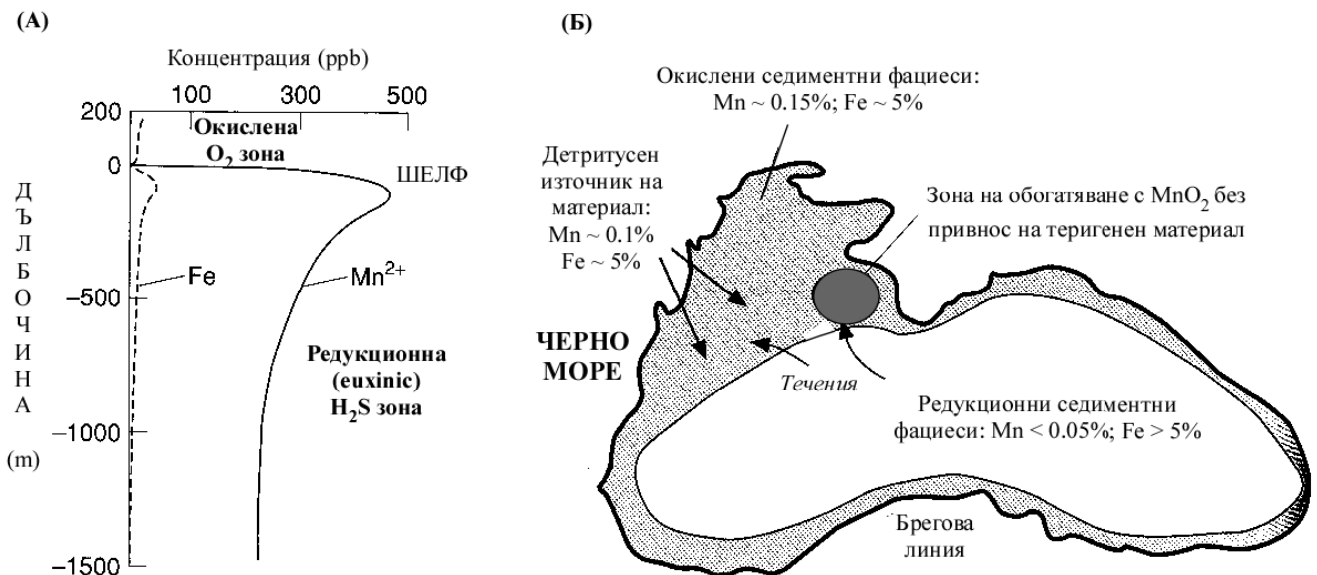 (А)
Концентрация (ppb)
100 300 500
200
Окислена
O2 зона
0
ШЕЛФ
Д
Ъ
Л
Б
О
Ч
И
Н
А
(m)
Fe
Mn2+
−500
Редукционна
(euxinic)
H2S зона
−1000
−1500
(Б)
Окислени седиментни фациеси:
Mn ~ 0.15%; Fe ~ 5%
Детритусен
източник на
материал:
Mn ~ 0.1%
Fe ~ 5%
Зона на обогатяване с MnO2 без
привнос на теригенен материал
ЧЕРНО
МОРЕ
Течения
Редукционни седиментни
фациеси: Mn < 0.05%; Fe > 5%
Брегова
линия